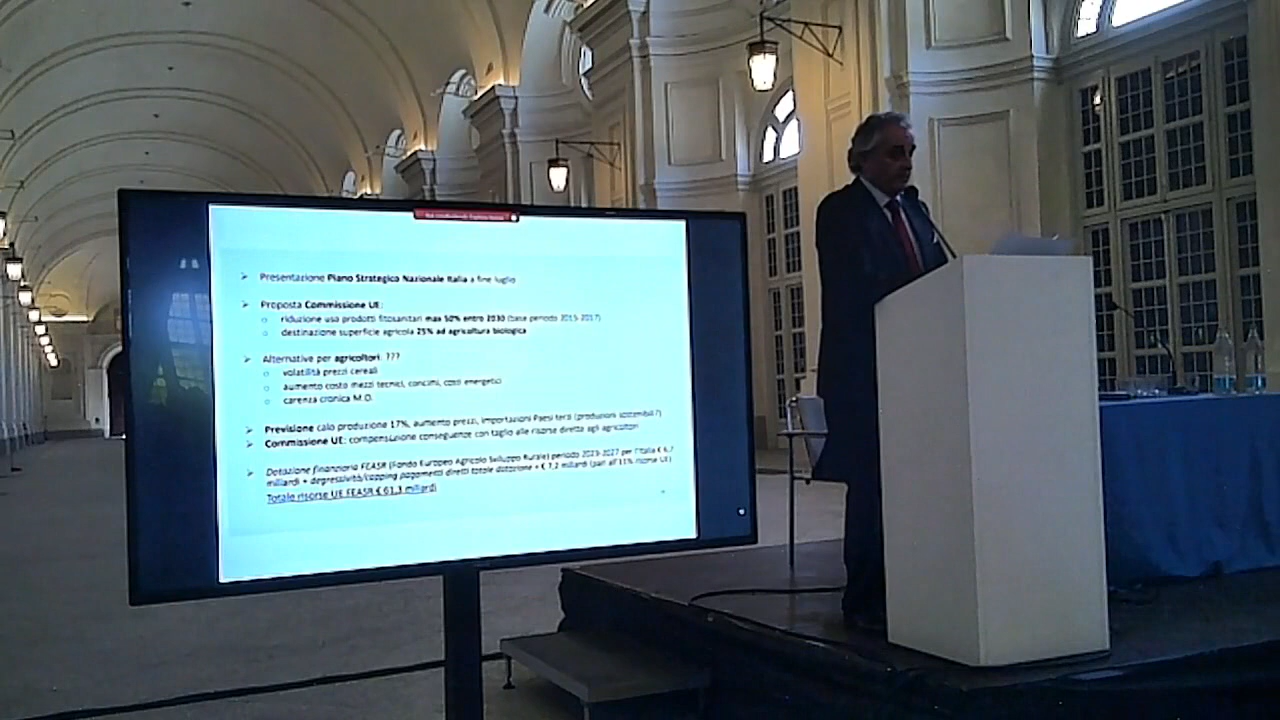 Presentazione Piano Strategico Nazionale Italia a fine luglio
Proposta Commissione UE:
riduzione uso prodotti fitosanitari max 50% entro 2030 (base periodo 2015-2017)
destinazione superficie agricola 25% ad agricoltura biologica
Alternative per agricoltori: ???
volatilità prezzi cereali
aumento costo mezzi tecnici, concimi, costi energetici
carenza cronica M.O.
Previsione calo produzione 17%, aumento prezzi, importazioni Paesi terzi (produzioni sostenibili?)
Commissione UE: compensazione conseguenze con taglio alle risorse dirette agli agricoltori
Dotazione finanziaria FEASR (Fondo Europeo Agricolo Sviluppo Rurale) periodo 2023-2027 per l'Italia € 6,7
miliardi + degressività/capping pagamenti diretti totale dotazione = € 7,2 miliardi (pari all'11% risorse UE)
Totale risorse UE FEASR € 61,3 miliardi